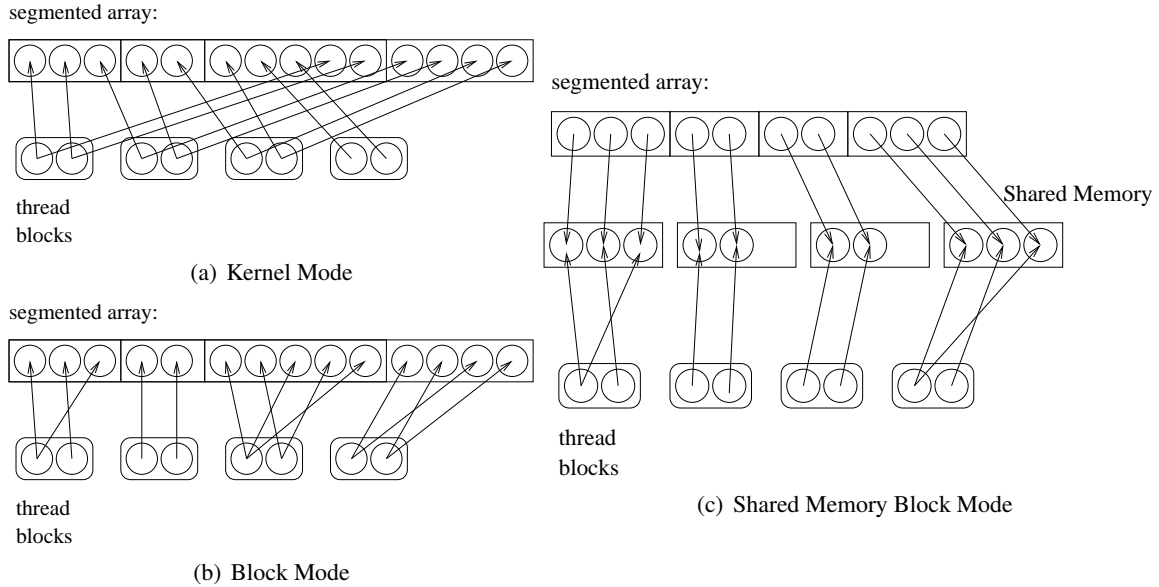 segmented array:
thread
blocks
(a) Kernel Mode
segmented array:
thread
blocks
(b) Block Mode
segmented array:
Shared Memory
thread
blocks
(c) Shared Memory Block Mode